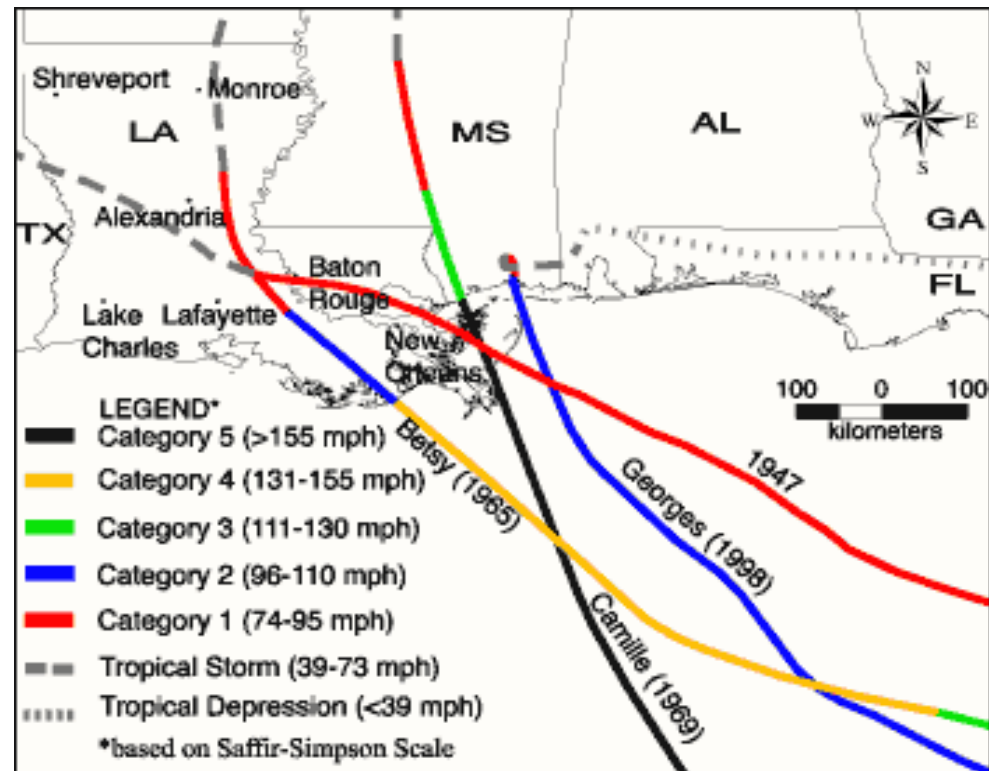 Shreveport
Monroe
LA
MS
AL
N
W
E
S
Alexandria
TX
GA
Baton
Rouge
FL
Lake
Charles
Lafayette
New
Orleans
100 0 100
kilometers
LEGEND*
Category 5 (>155 mph)
Category 4 (131-155 mph)
Category 3 (111-130 mph)
Category 2 (96-110 mph)
Category 1 (74-95 mph)
Tropical Storm (39-73 mph)
Tropical Depression (<39 mph)
*based on Saffir-Simpson Scale
Betsy (1965)
Georges (1998)
1947
Camille (1969)